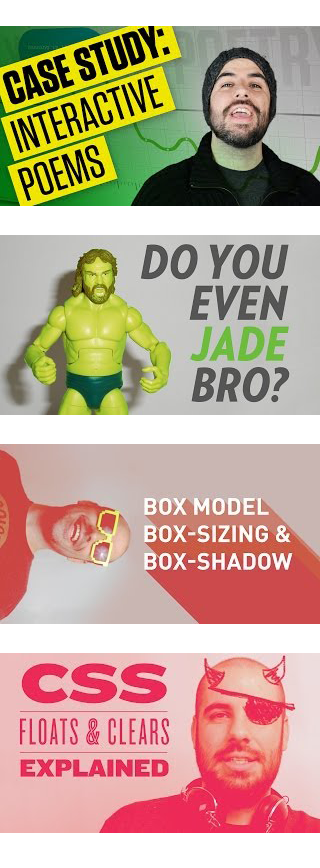 CASE STUDY:
INTERACTIVE
POEMS
POETRY
DO YOU
EVEN
JADE
BRO?
BOX MODEL
BOX-SIZING &
BOX-SHADOW
CSS
FLOATS & CLEARS
EXPLAINED